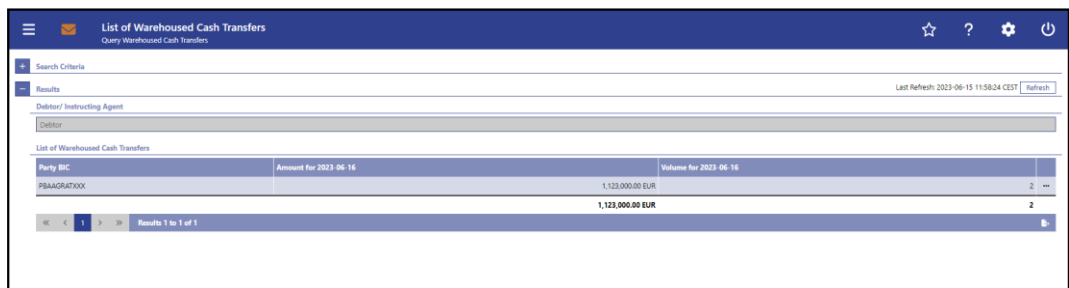 List of Warehoused Cash Transfers
Query Warehoused Cash Transfers
?
+ Search Criteria
− Results Last Refresh: 2023-06-15 11:58:24 CEST Refresh
Debtor/ Instructing Agent
Debtor
List of Warehoused Cash Transfers
Party BIC Amount for 2023-06-16 Volume for 2023-06-16
PBAAGRATXXX 1,123,000.00 EUR 2 ...
1,123,000.00 EUR 2
« < 1 > » Results 1 to 1 of 1